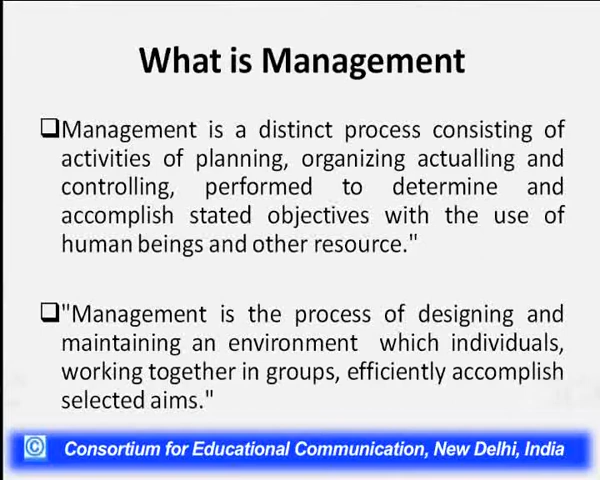 What is Management
Management is a distinct process consisting of
activities of planning, organizing actualling and
controlling, performed to determine and
accomplish stated objectives with the use of
human beings and other resource."
"Management is the process of designing and
maintaining an environment which individuals,
working together in groups, efficiently accomplish
selected aims."
© Consortium for Educational Communication, New Delhi, India